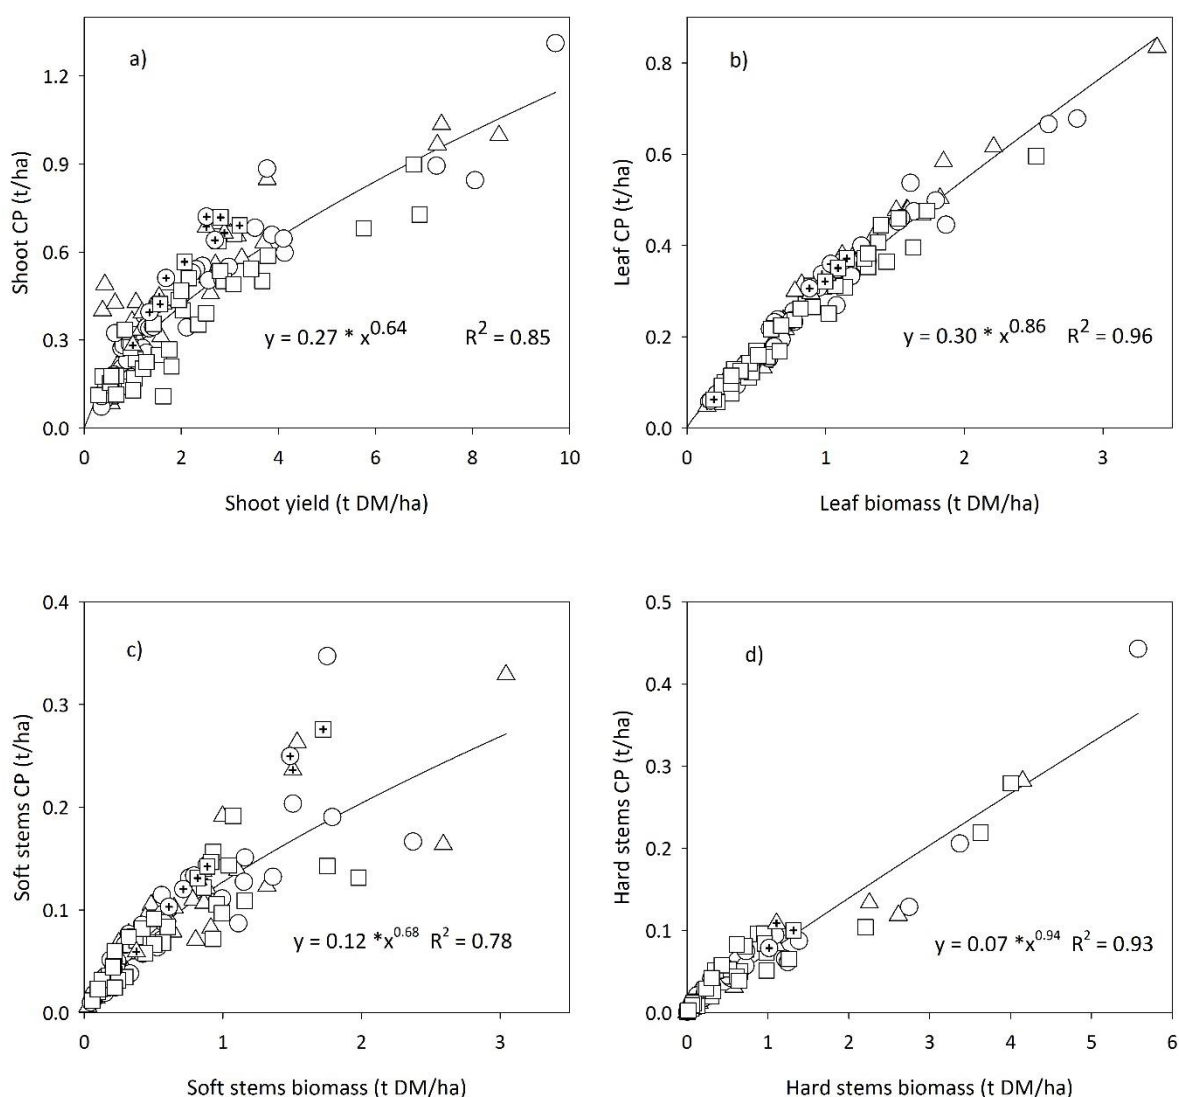 a)
1.2
0.9
0.6
0.3
0.0
Shoot CP (t/ha)
y = 0.27 * x^0.64 R^2 = 0.85
0 2 4 6 8 10
Shoot yield (t DM/ha)
b)
0.8
0.6
0.4
0.2
0.0
Leaf CP (t/ha)
y = 0.30 * x^0.86 R^2 = 0.96
0 1 2 3
Leaf biomass (t DM/ha)
c)
0.4
0.3
0.2
0.1
0.0
Soft stems CP (t/ha)
y = 0.12 *x^0.68 R^2 = 0.78
0 1 2 3
Soft stems biomass (t DM/ha)
d)
0.5
0.4
0.3
0.2
0.1
0.0
Hard stems CP (t/ha)
y = 0.07 *x^0.94 R^2 = 0.93
0 1 2 3 4 5 6
Hard stems biomass (t DM/ha)